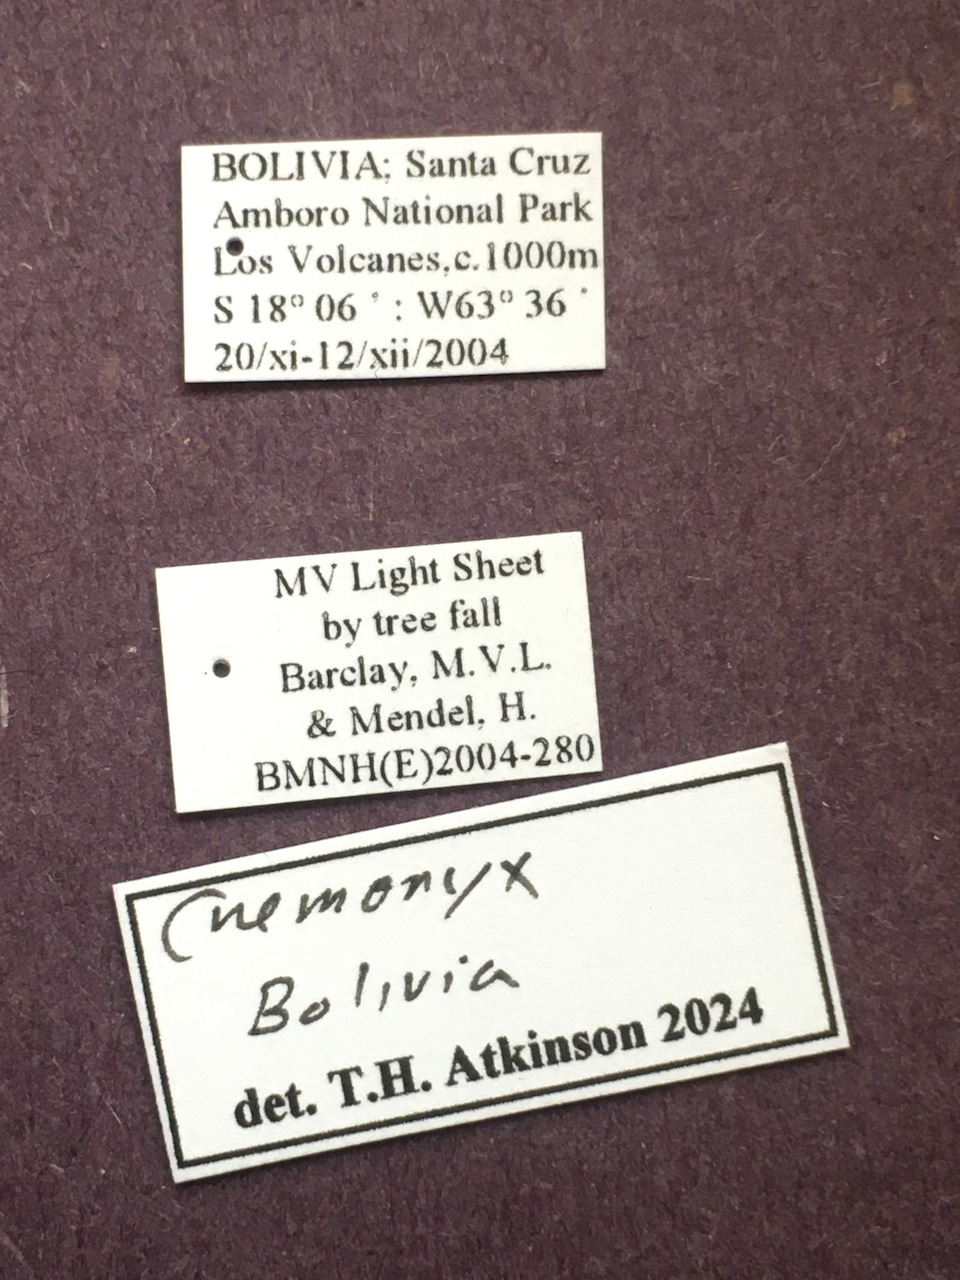 BOLIVIA; Santa Cruz
Amboro National Park
Los Volcanes,c.1000m
S 18° 06 ' : W63° 36 '
20/xi-12/xii/2004
MV Light Sheet
by tree fall
Barclay, M.V.L.
& Mendel, H.
BMNH(E)2004-280
Cnemonyx
Bolivia
det. T.H. Atkinson 2024